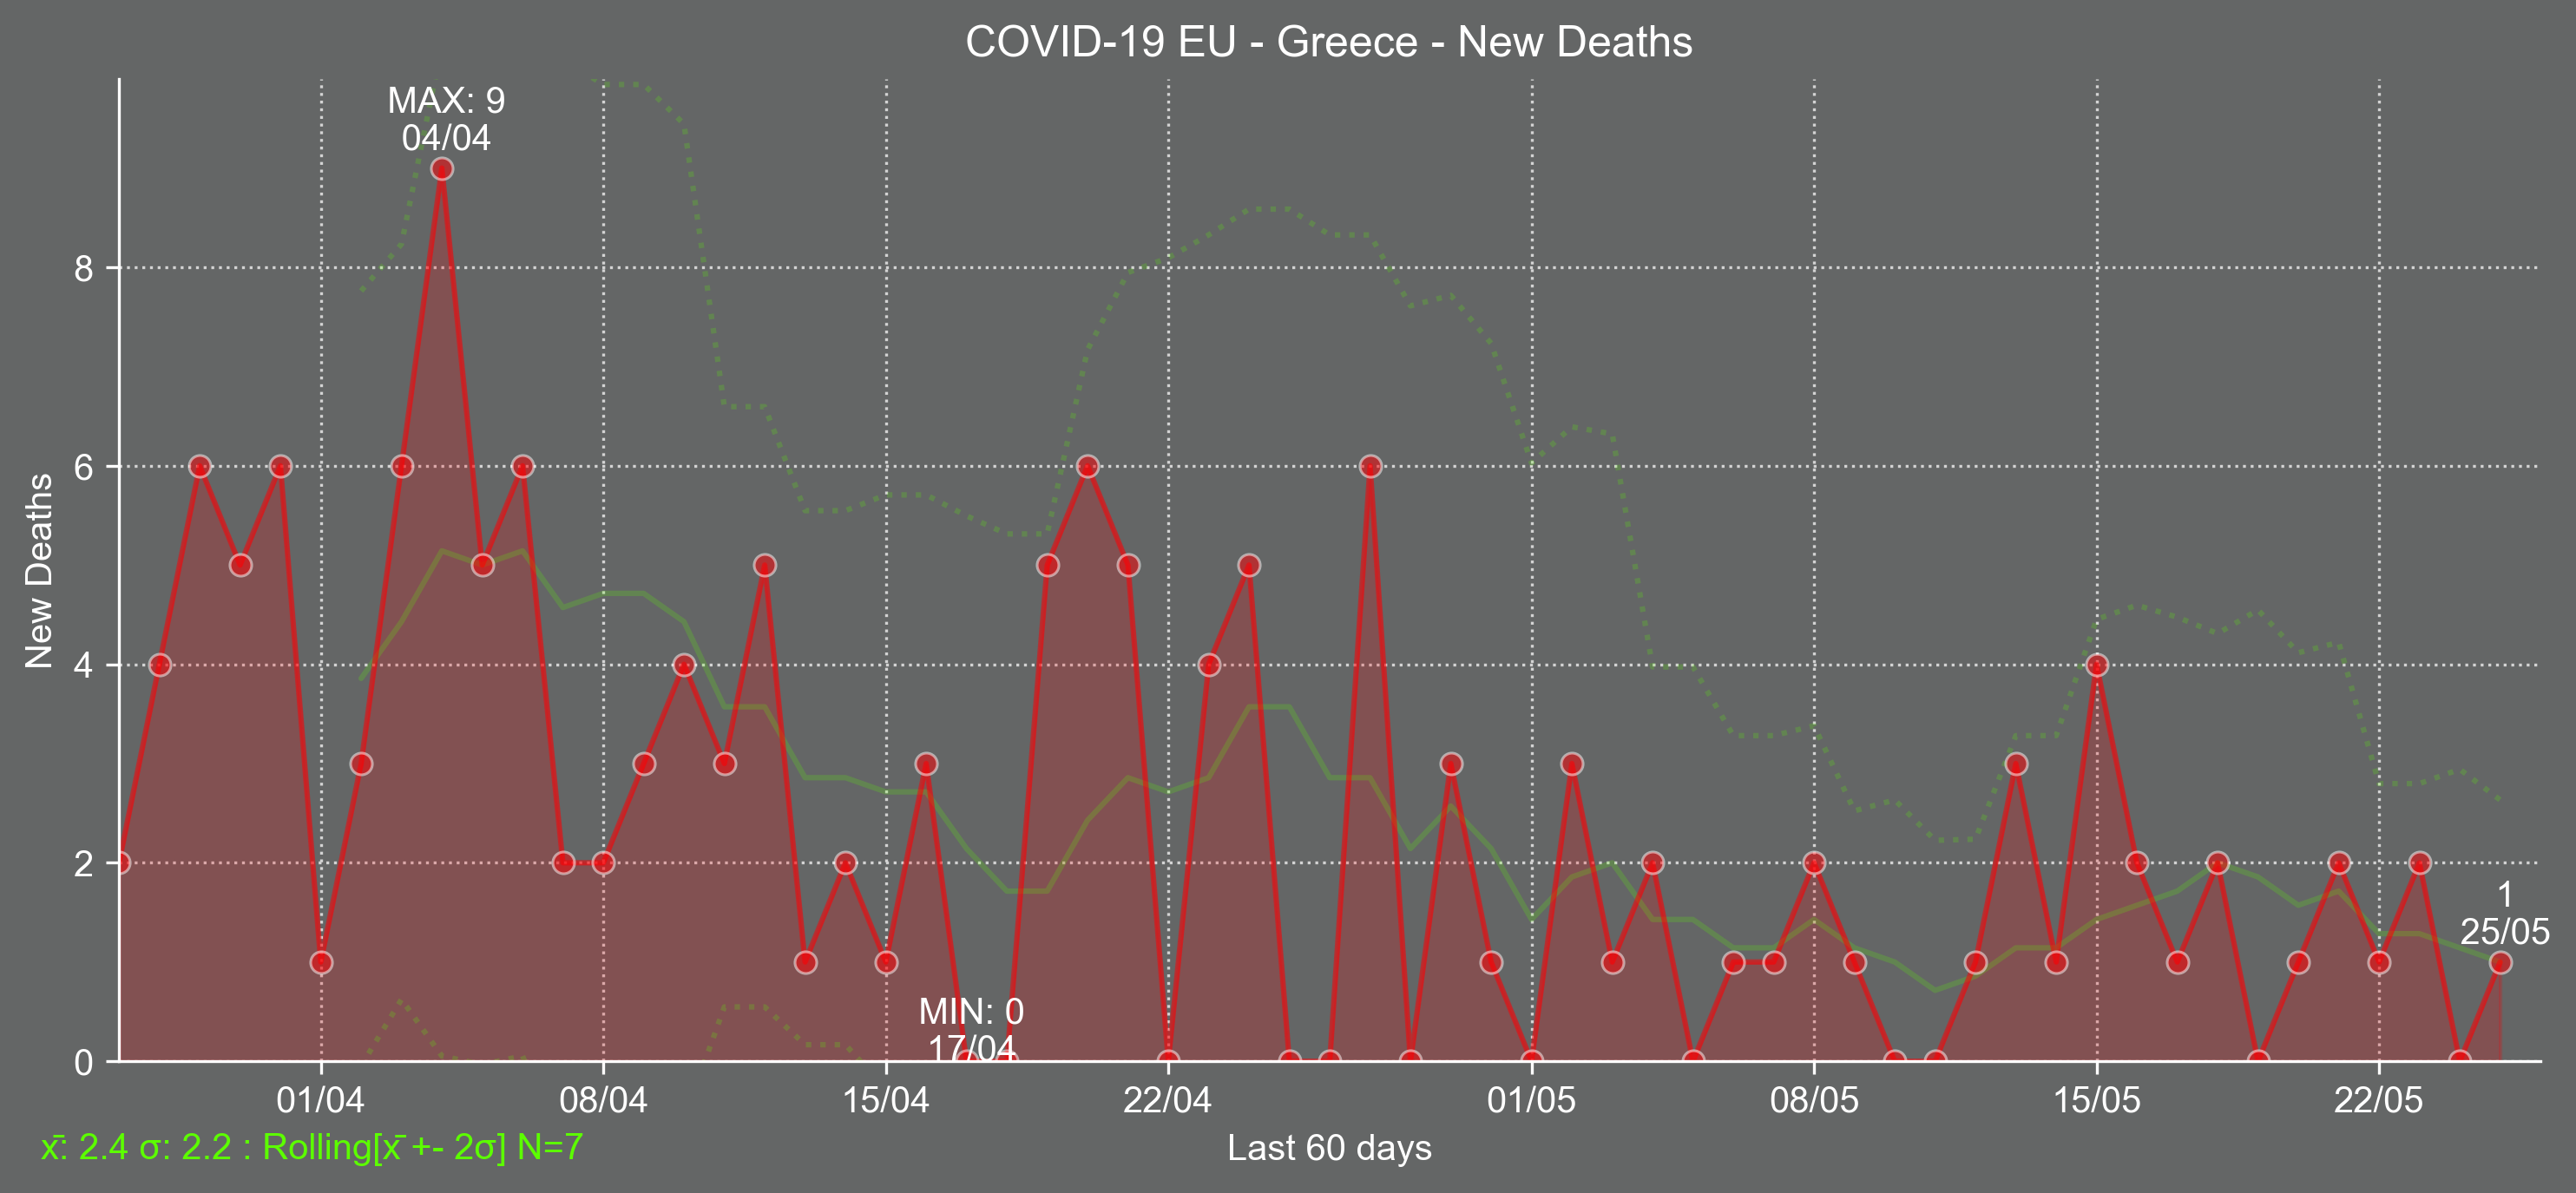 COVID-19 EU - Greece - New Deaths
MAX: 9
04/04
8
6
4
2
0
New Deaths
1
25/05
MIN: 0
17/04
01/04 08/04 15/04 22/04 01/05 08/05 15/05 22/05
x̄: 2.4 σ: 2.2 : Rolling[x̄ +- 2σ] N=7
Last 60 days